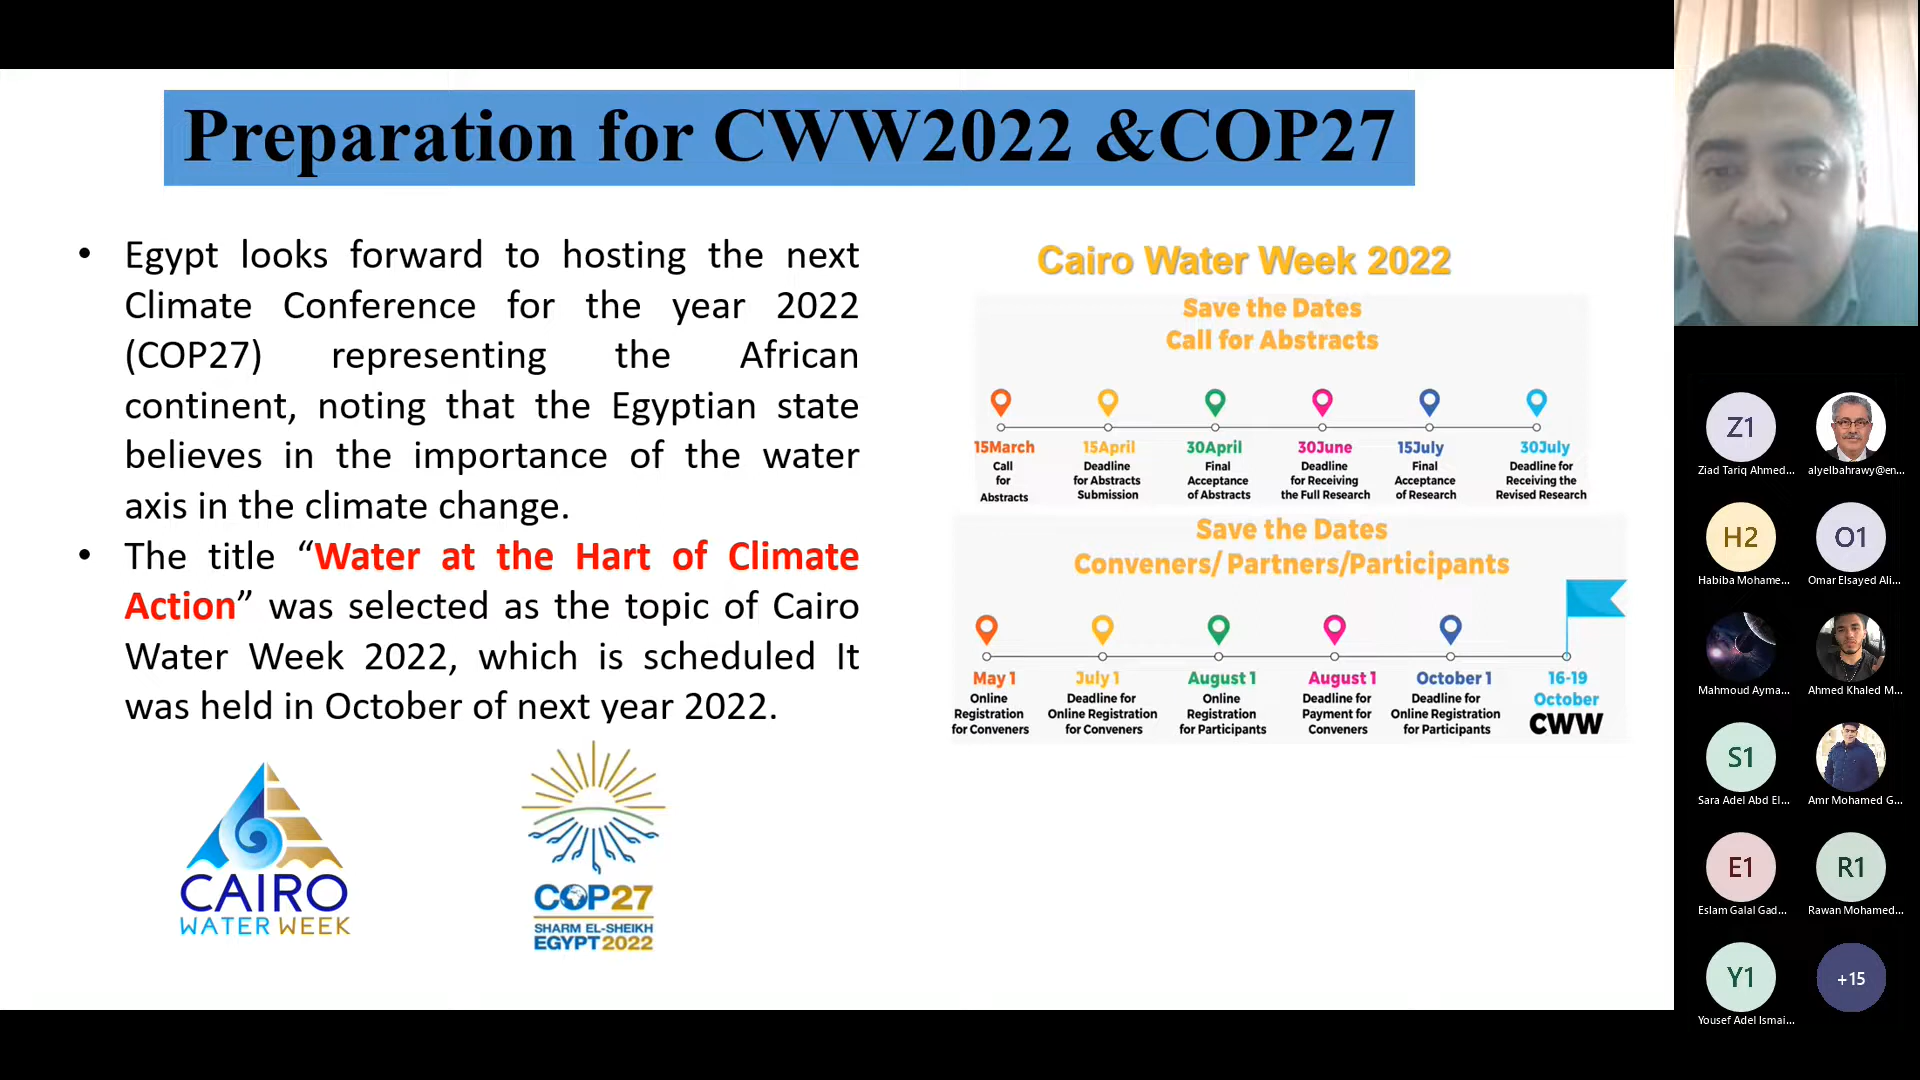 Preparation for CWW2022 &COP27
• Egypt looks forward to hosting the next
Climate Conference for the year 2022
(COP27) representing the African
continent, noting that the Egyptian state
believes in the importance of the water
axis in the climate change.
• The title “Water at the Hart of Climate
Action” was selected as the topic of Cairo
Water Week 2022, which is scheduled It
was held in October of next year 2022.
CAIRO
WATER WEEK
COP27
SHARM EL-SHEIKH
EGYPT2022
Cairo Water Week 2022
Save the Dates
Call for Abstracts
15March
Call
for
Abstracts
15April
Deadline
for Abstracts
Submission
30April
Final
Acceptance
of Abstracts
30June
Deadline
for Receiving
the Full Research
15July
Final
Acceptance
of Research
30July
Deadline for
Receiving the
Revised Research
Save the Dates
Conveners/ Partners/Participants
May 1
Online
Registration
for Conveners
July 1
Deadline for
Online Registration
for Conveners
August 1
Online
Registration
for Participants
August 1
Deadline for
Payment for
Conveners
October 1
Deadline for
Online Registration
for Participants
16-19
October
CWW
Z1
Ziad Tariq Ahmed...
alyelbahrawy@en...
H2
Habiba Mohame...
O1
Omar Elsayed Ali...
Mahmoud Ayma...
Ahmed Khaled M...
S1
Sara Adel Abd El...
Amr Mohamed G...
E1
Eslam Galal Gad...
R1
Rawan Mohamed...
Y1
Yousef Adel Ismai...
+15